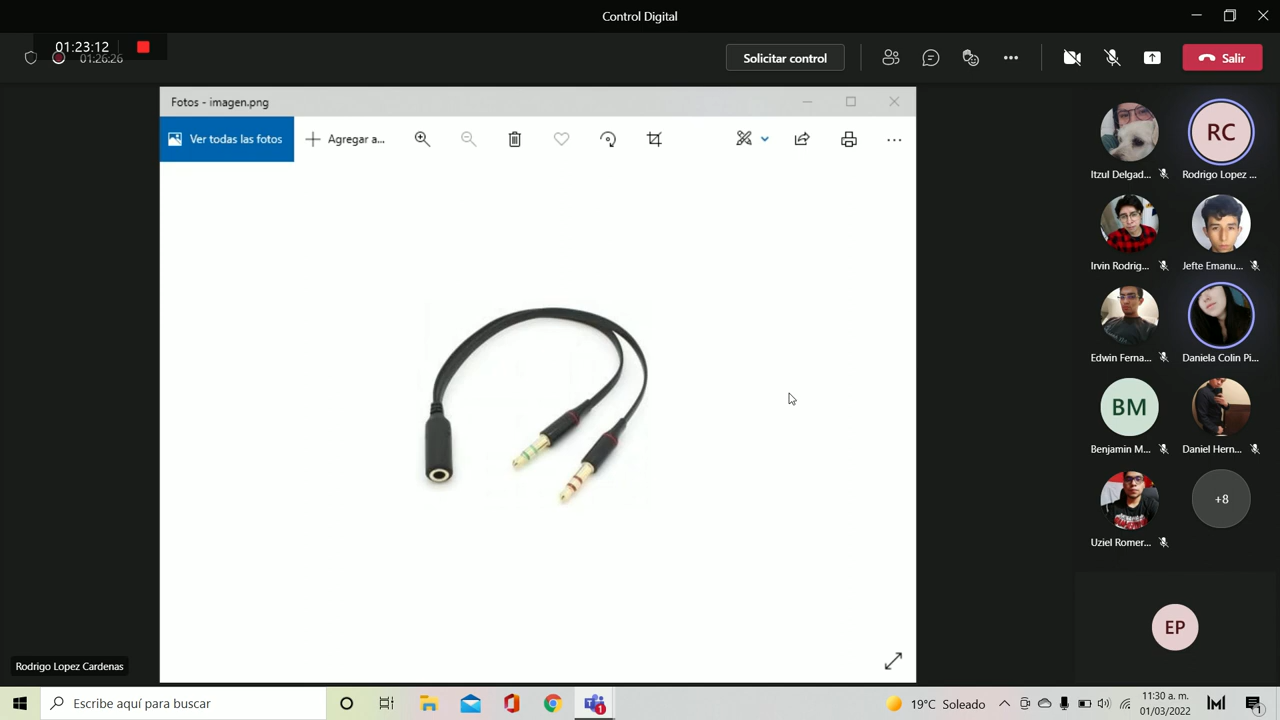 Control Digital
01:23:12
01:26:26
Solicitar control
Salir
Fotos - imagen.png
Ver todas las fotos
Agregar a...
Itzul Delgad...
RC
Rodrigo Lopez ...
Irvin Rodrig...
Jefte Emanu...
Edwin Ferna...
Daniela Colin Pi...
BM
Benjamin M...
Daniel Hern...
Uziel Romer...
+8
EP
Rodrigo Lopez Cardenas
Escribe aquí para buscar
1
19°C Soleado
11:30 a. m.
01/03/2022
1